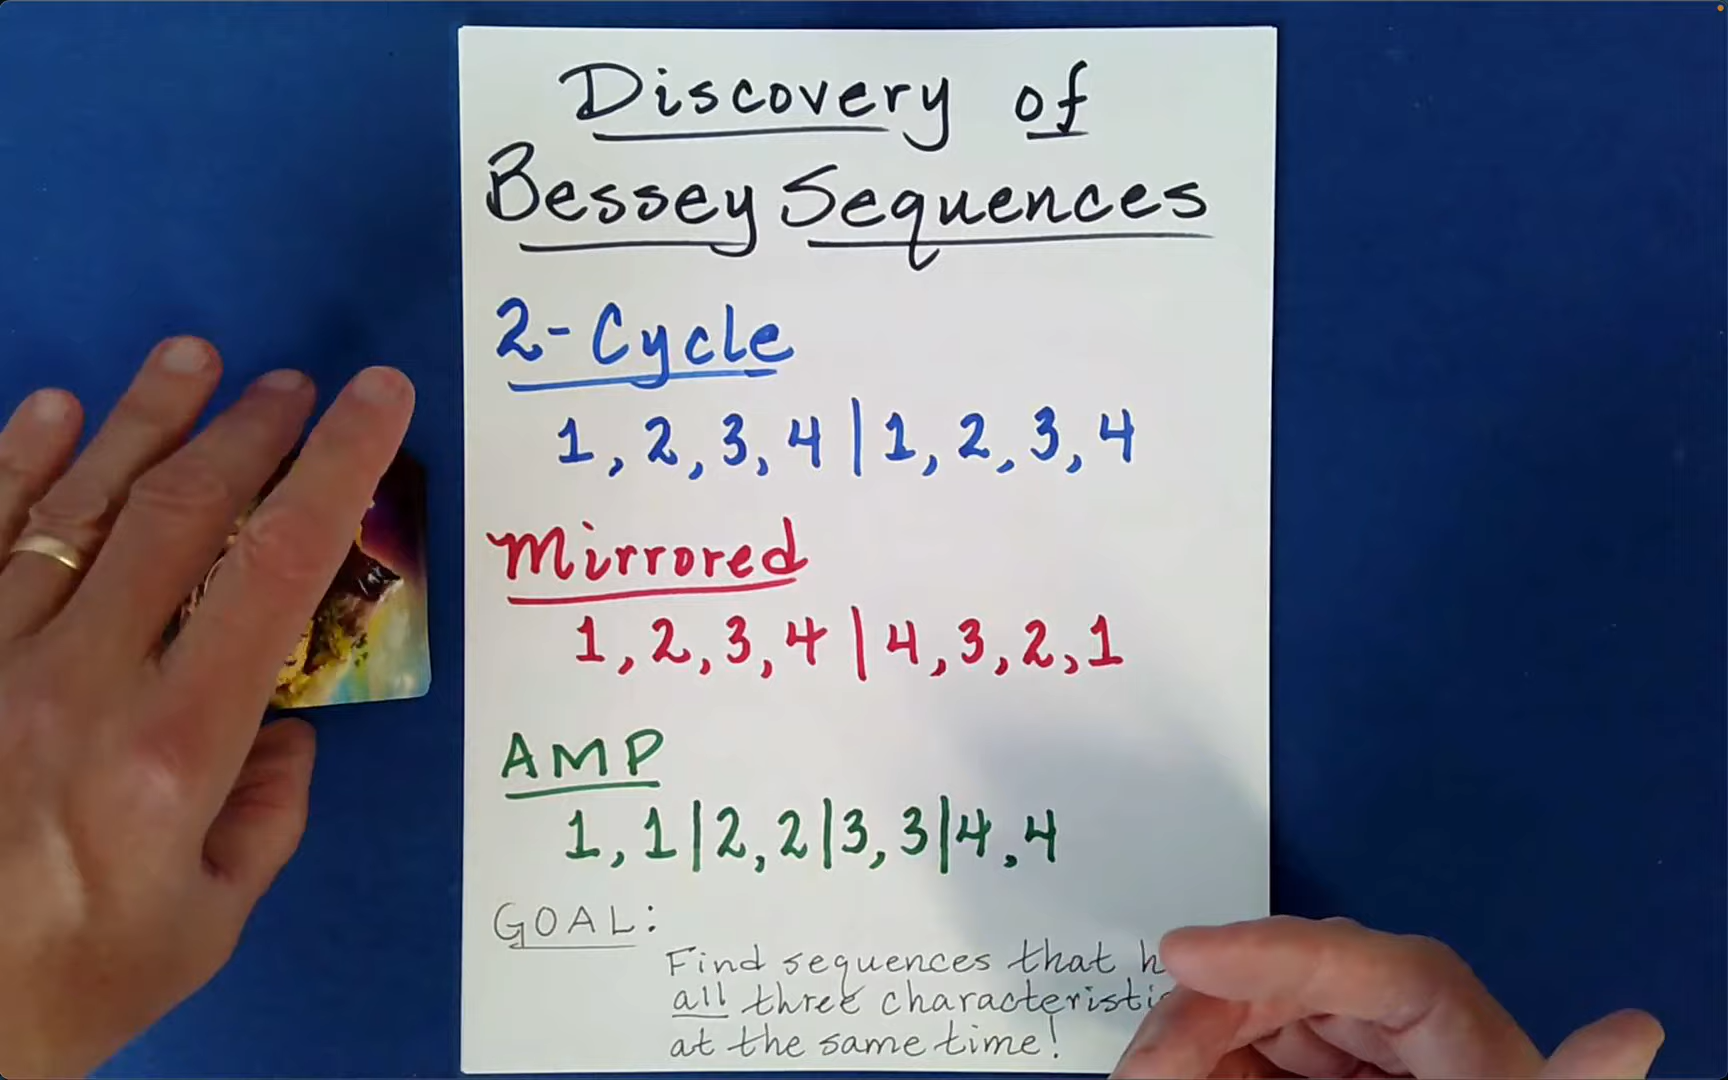 Discovery of
Bessey Sequences
2-Cycle
1, 2, 3, 4 | 1, 2, 3, 4
Mirrored
1, 2, 3, 4 | 4, 3, 2, 1
AMP
1, 1 | 2, 2 | 3, 3 | 4, 4
GOAL:
Find sequences that
all three
at the same time!